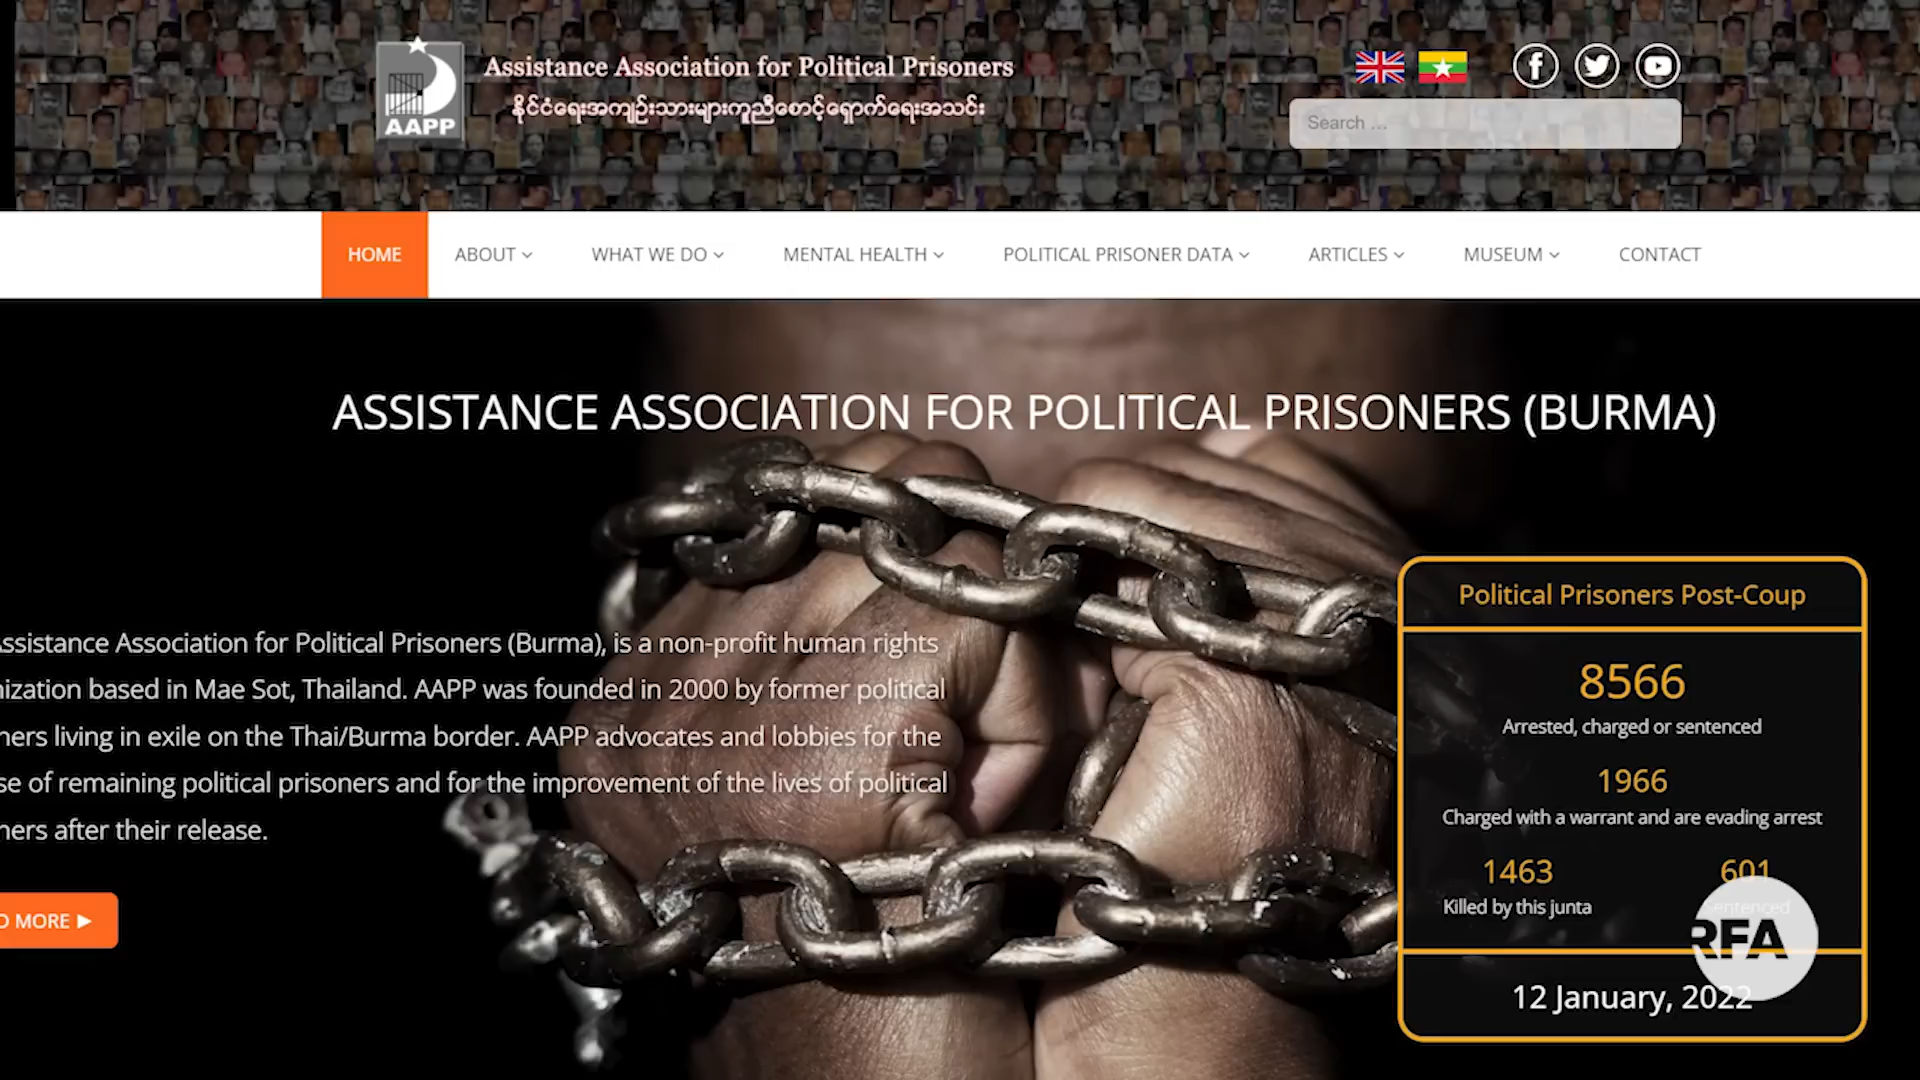 AAPP
Assistance Association for Political Prisoners
နိုင်ငံရေးအကျဉ်းသားများကူညီစောင့်ရှောက်ရေးအသင်း
Search ...
HOME ABOUT WHAT WE DO MENTAL HEALTH POLITICAL PRISONER DATA ARTICLES MUSEUM CONTACT
ASSISTANCE ASSOCIATION FOR POLITICAL PRISONERS (BURMA)
ssistance Association for Political Prisoners (Burma), is a non-profit human rights
ization based in Mae Sot, Thailand. AAPP was founded in 2000 by former political
ners living in exile on the Thai/Burma border. AAPP advocates and lobbies for the
se of remaining political prisoners and for the improvement of the lives of political
ners after their release.
D MORE
Political Prisoners Post-Coup
8566
Arrested, charged or sentenced
1966
Charged with a warrant and are evading arrest
1463 601
Killed by this junta sentenced
RFA
12 January, 2022